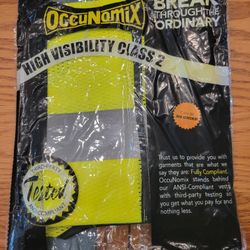 OCCUNOMIX
BREAK
THROUGH THE
ORDINARY
HIGH VISIBILITY CLASS 2
Tested
Trust us to provide you with
garments that are what we
say they are: Fully Compliant.
OccuNomix stands behind
our ANSI-Compliant vests
with third-party testing so
you get what you pay for and
nothing less.